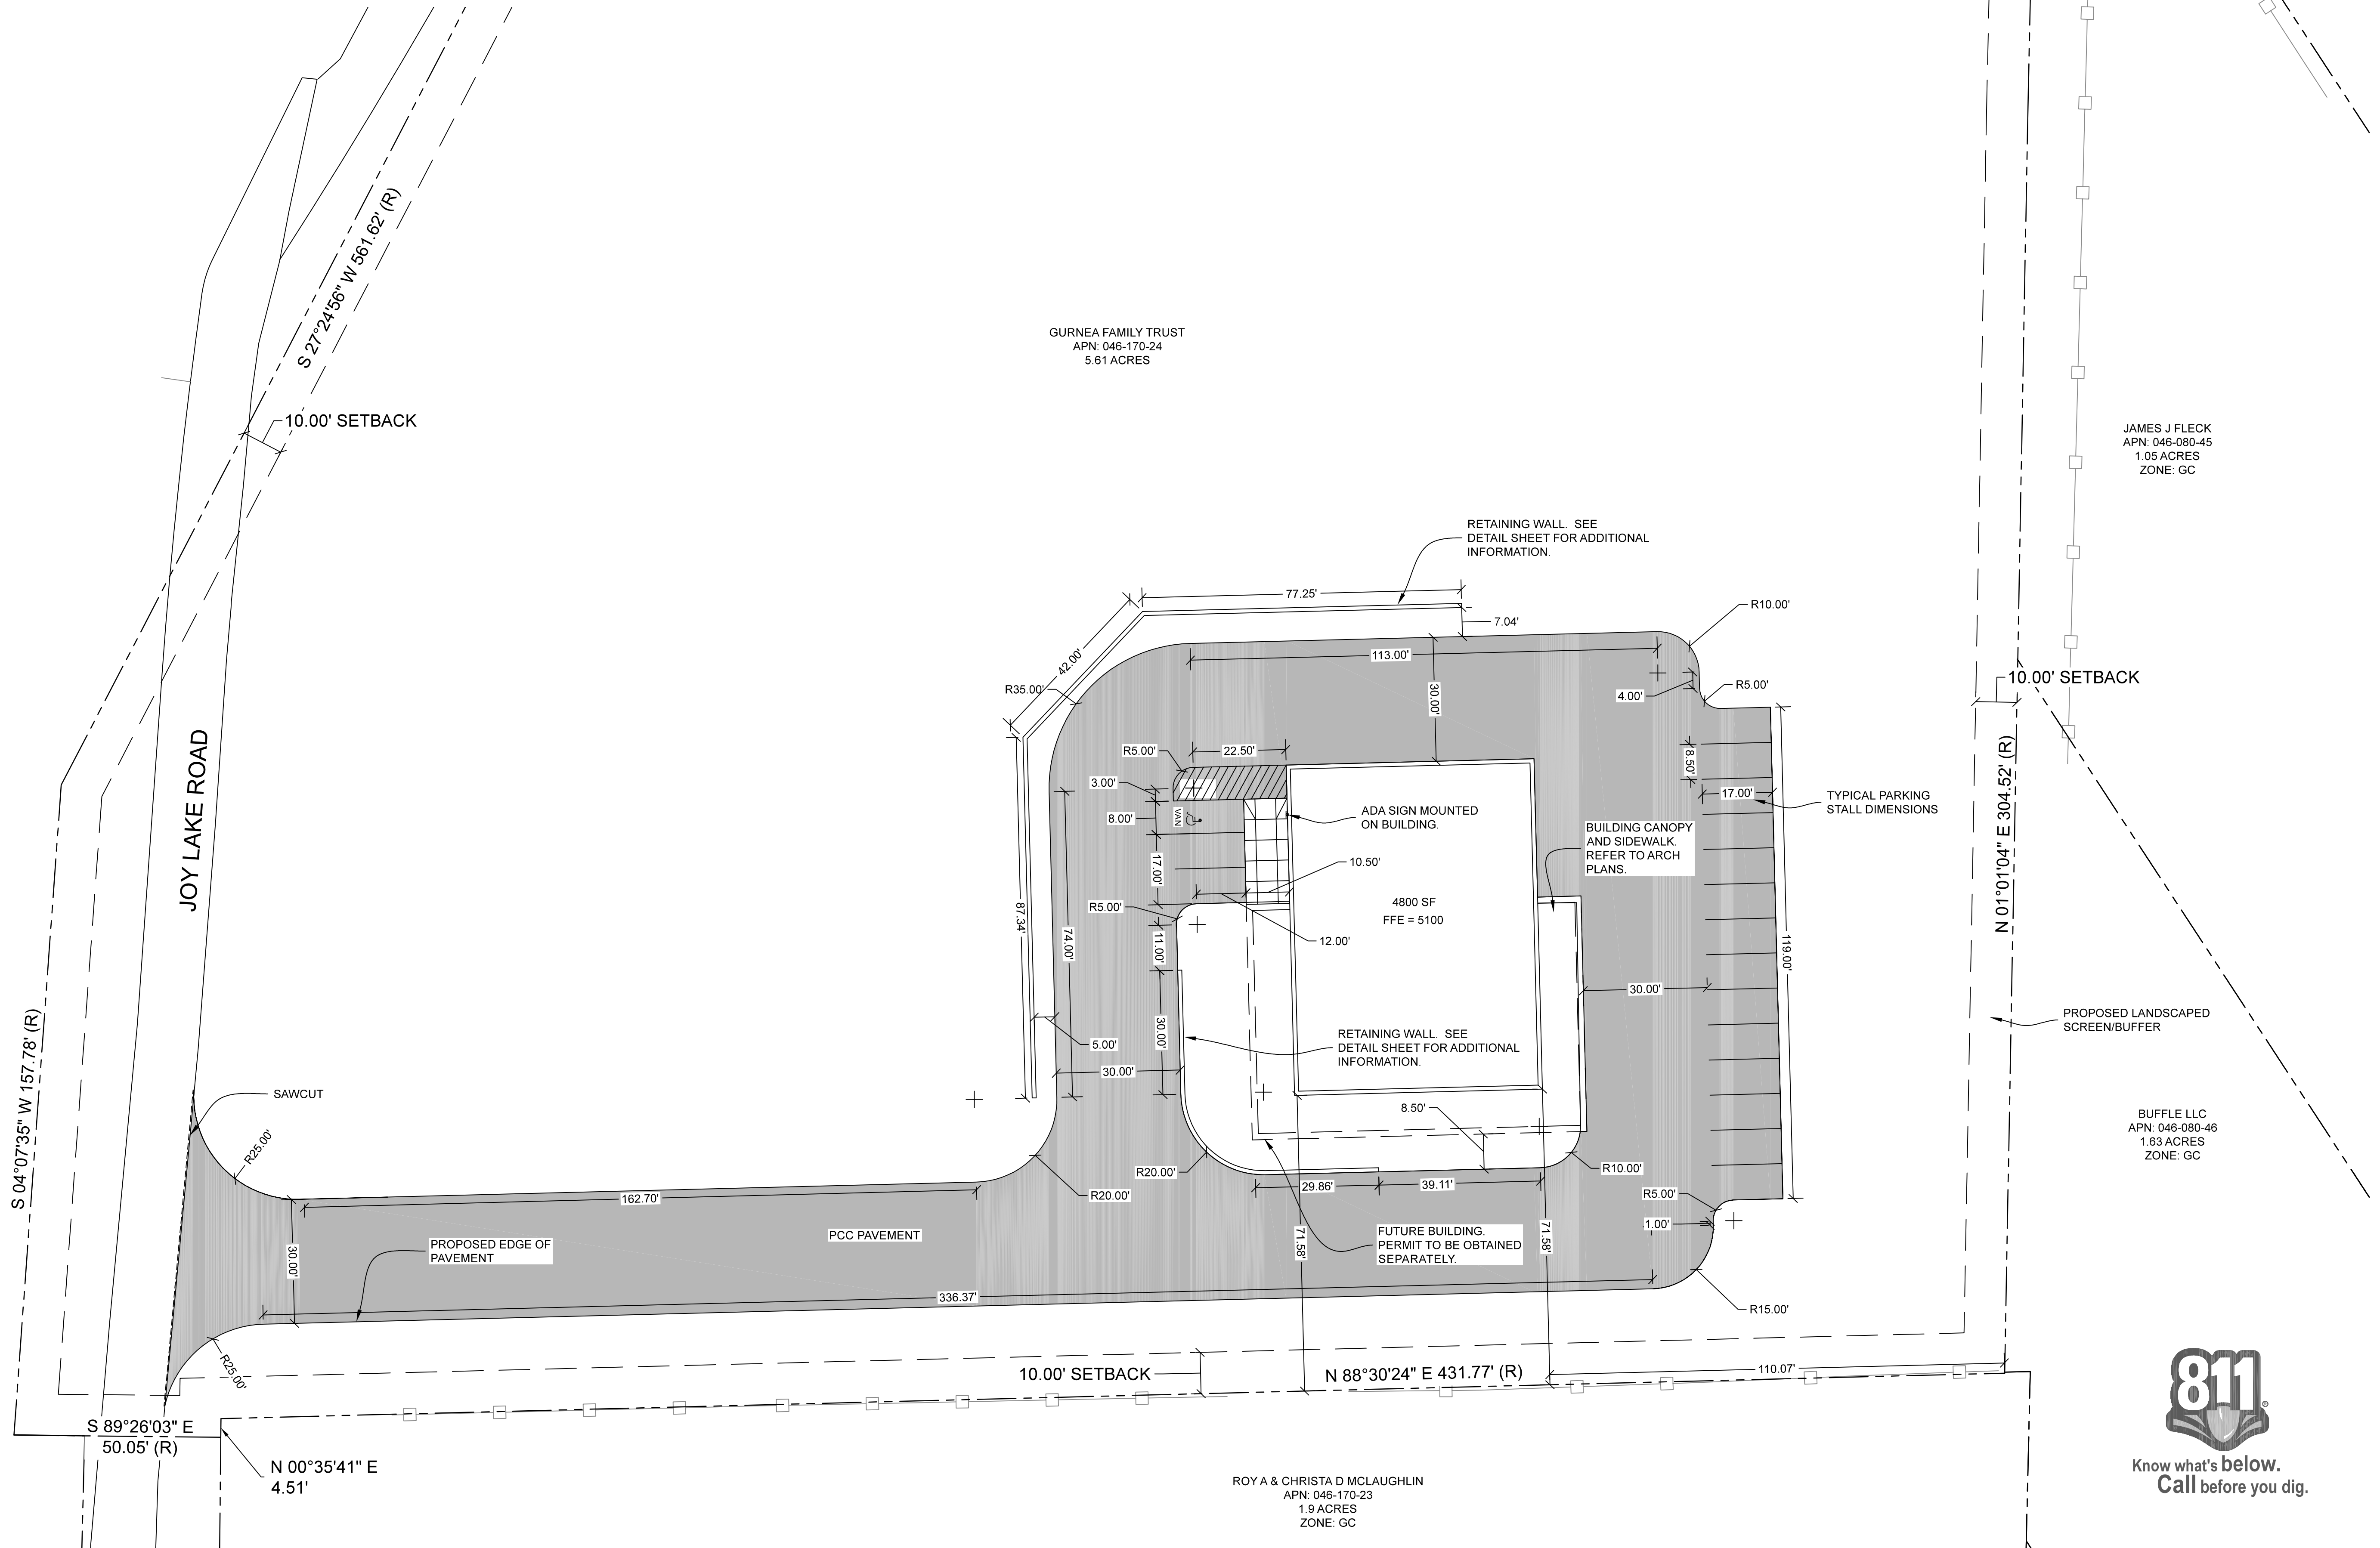 S 27°24'56" W 561.62' (R)
10.00' SETBACK
GURNEA FAMILY TRUST
APN: 046-170-24
5.61 ACRES
JAMES J FLECK
APN: 046-080-45
1.05 ACRES
ZONE: GC
RETAINING WALL. SEE
DETAIL SHEET FOR ADDITIONAL
INFORMATION.
77.25'
7.04'
R10.00'
42.00'
113.00'
R35.00'
30.00'
4.00'
R5.00'
10.00' SETBACK
R5.00'
22.50'
8.50'
3.00'
17.00'
TYPICAL PARKING
STALL DIMENSIONS
VAN
8.00'
ADA SIGN MOUNTED
ON BUILDING.
BUILDING CANOPY
AND SIDEWALK.
REFER TO ARCH
PLANS.
N 01°01'04" E 304.52' (R)
JOY LAKE ROAD
17.00'
10.50'
R5.00'
4800 SF
FFE = 5100
87.34'
74.00'
11.00'
12.00'
119.00'
30.00'
PROPOSED LANDSCAPED
SCREEN/BUFFER
30.00'
5.00'
RETAINING WALL. SEE
DETAIL SHEET FOR ADDITIONAL
INFORMATION.
30.00'
S 04°07'35" W 157.78' (R)
SAWCUT
8.50'
BUFFLE LLC
APN: 046-080-46
1.63 ACRES
ZONE: GC
R25.00'
R20.00'
R10.00'
162.70'
R20.00'
29.86'
39.11'
R5.00'
1.00'
PCC PAVEMENT
PROPOSED EDGE OF
PAVEMENT
30.00'
71.58'
FUTURE BUILDING.
PERMIT TO BE OBTAINED
SEPARATELY.
71.58'
336.37'
R15.00'
R25.00'
10.00' SETBACK
N 88°30'24" E 431.77' (R)
110.07'
S 89°26'03" E
50.05' (R)
N 00°35'41" E
4.51'
ROY A & CHRISTA D MCLAUGHLIN
APN: 046-170-23
1.9 ACRES
ZONE: GC
811
®
Know what's below.
Call before you dig.